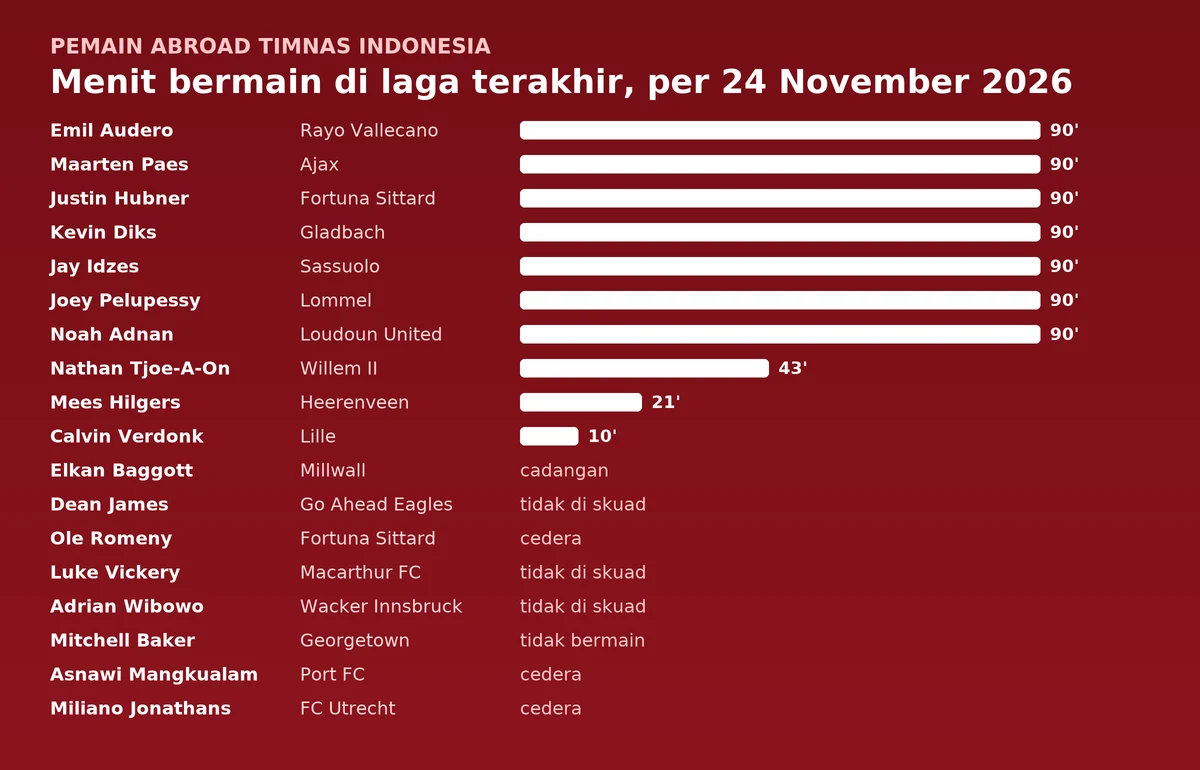 PEMAIN ABROAD TIMNAS INDONESIA
Menit bermain di laga terakhir, per 24 November 2026
Emil Audero Rayo Vallecano 90'
Maarten Paes Ajax 90'
Justin Hubner Fortuna Sittard 90'
Kevin Diks Gladbach 90'
Jay Idzes Sassuolo 90'
Joey Pelupessy Lommel 90'
Noah Adnan Loudoun United 90'
Nathan Tjoe-A-On Willem II 43'
Mees Hilgers Heerenveen 21'
Calvin Verdonk Lille 10'
Elkan Baggott Millwall cadangan
Dean James Go Ahead Eagles tidak di skuad
Ole Romeny Fortuna Sittard cedera
Luke Vickery Macarthur FC tidak di skuad
Adrian Wibowo Wacker Innsbruck tidak di skuad
Mitchell Baker Georgetown tidak bermain
Asnawi Mangkualam Port FC cedera
Miliano Jonathans FC Utrecht cedera